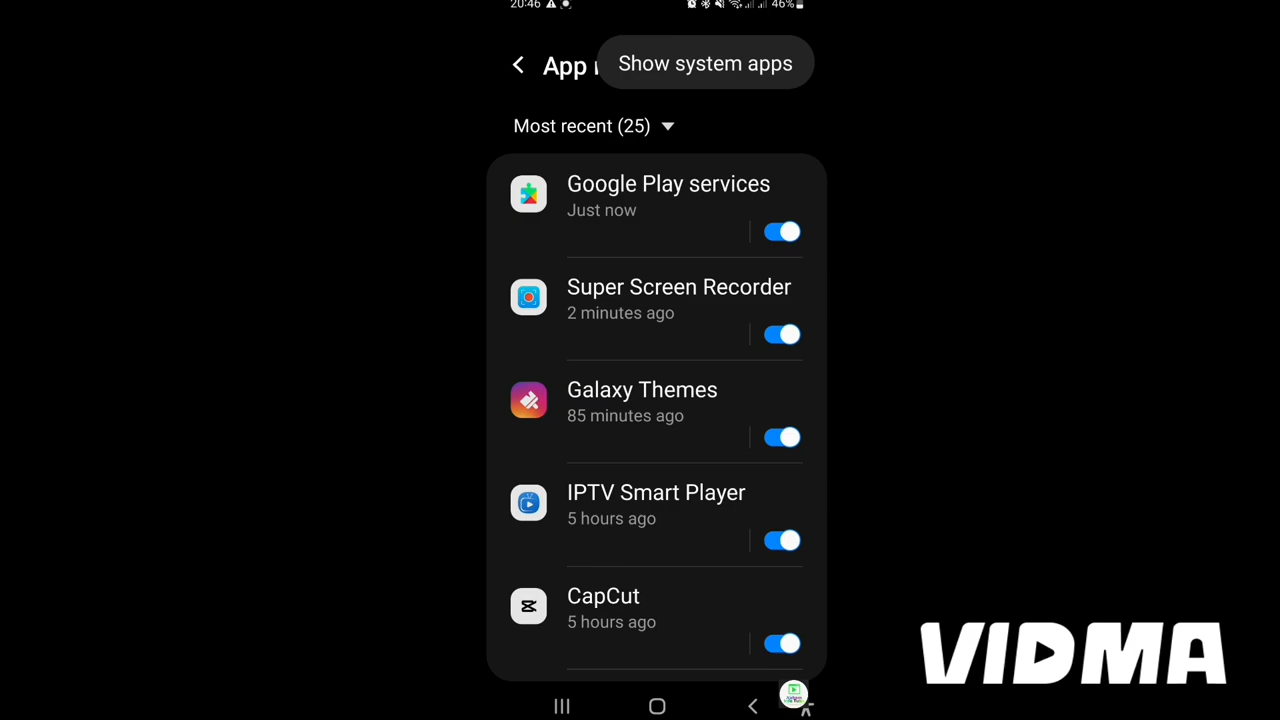 20:46
46%
App
Show system apps
Most recent (25)
Google Play services
Just now
Super Screen Recorder
2 minutes ago
Galaxy Themes
85 minutes ago
IPTV Smart Player
5 hours ago
CapCut
5 hours ago
VIDMA